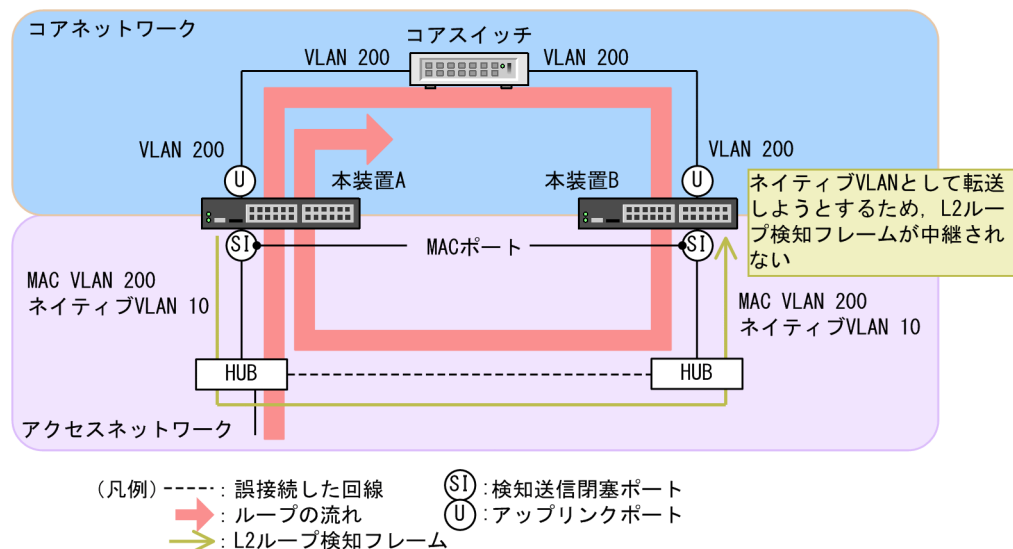 コアネットワーク
コアスイッチ
VLAN 200
VLAN 200
VLAN 200
VLAN 200
U
本装置A
本装置B
U
ネイティブVLANとして転送
しようとするため，L2ルー
プ検知フレームが中継され
ない
SI
MACポート
SI
MAC VLAN 200
ネイティブVLAN 10
MAC VLAN 200
ネイティブVLAN 10
HUB
HUB
アクセスネットワーク
(凡例)
：誤接続した回線
SI：検知送信閉塞ポート
：ループの流れ
U：アップリンクポート
：L2ループ検知フレーム